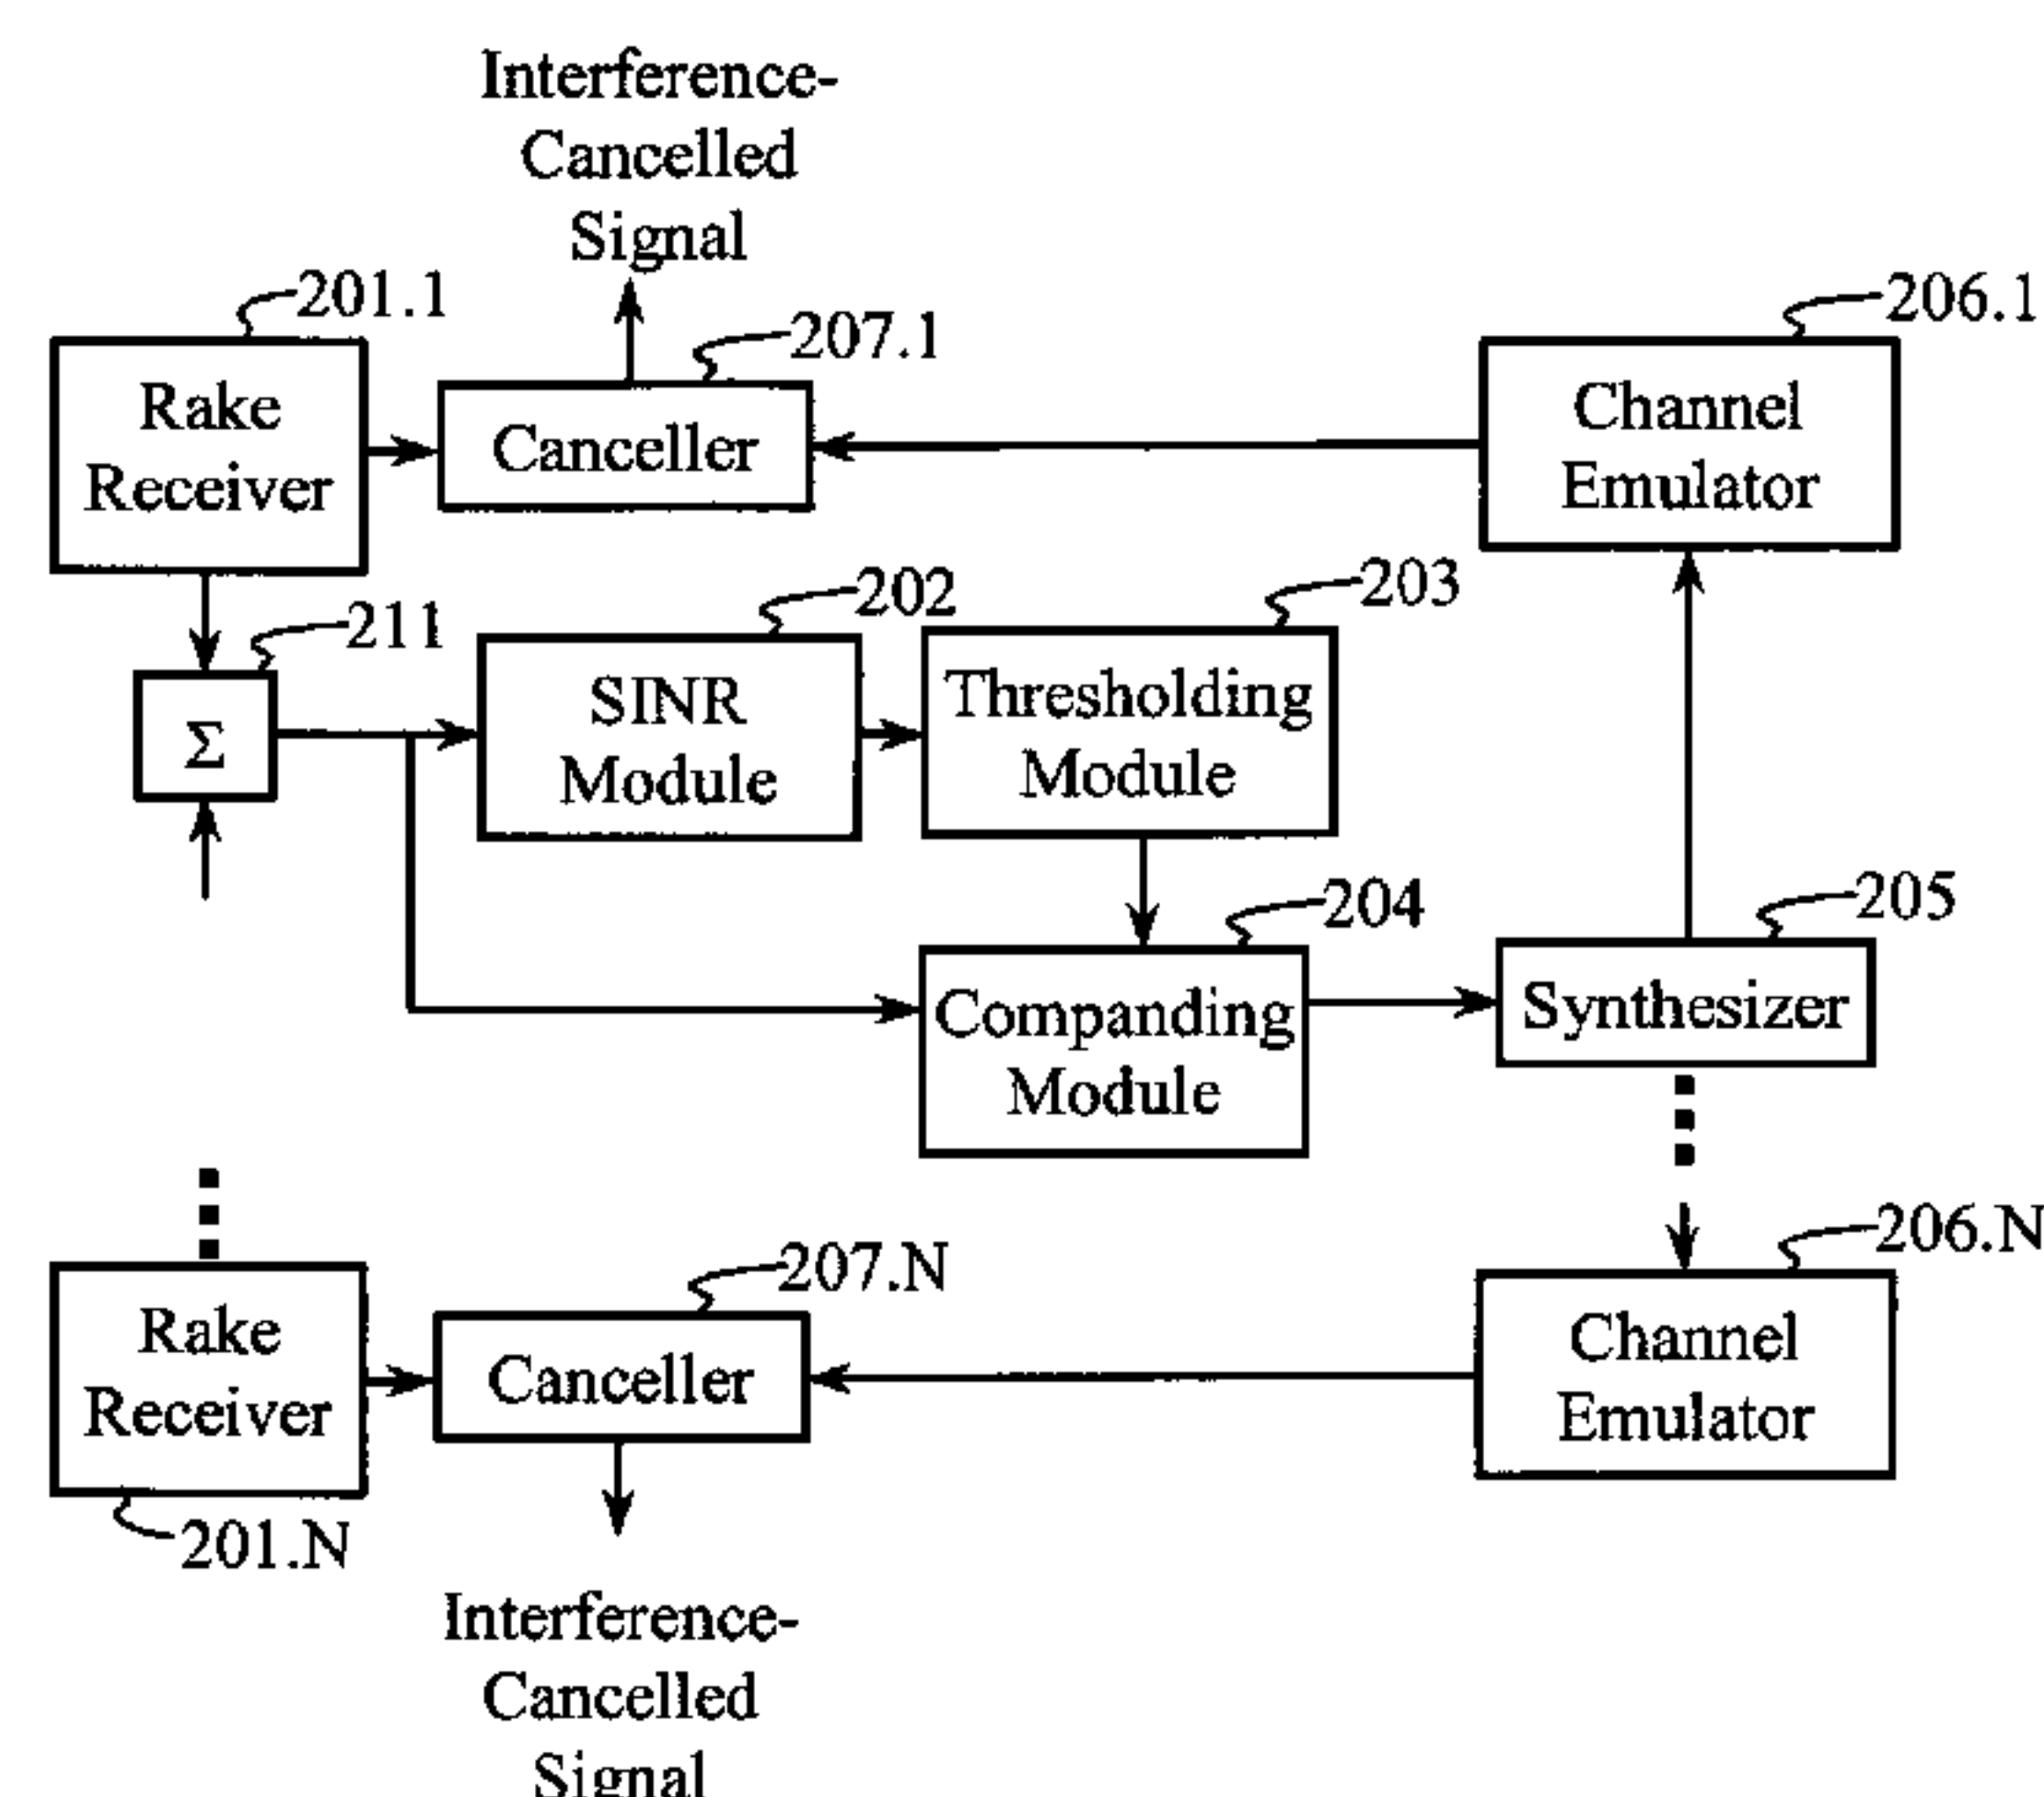 Interference-
Cancelled
Signal
201.1
207.1
206.1
Rake
Receiver
Canceller
Channel
Emulator
211
202
203
Σ
SINR
Module
Thresholding
Module
204
205
Companding
Module
Synthesizer
207.N
206.N
Rake
Receiver
Canceller
Channel
Emulator
201.N
Interference-
Cancelled
Signal